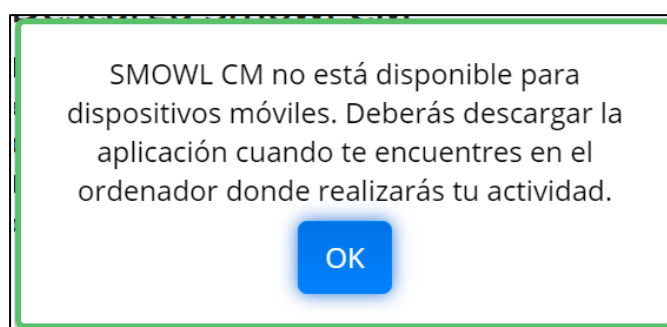 SMOWL CM no está disponible para
dispositivos móviles. Deberás descargar la
aplicación cuando te encuentres en el
ordenador donde realizarás tu actividad.
OK